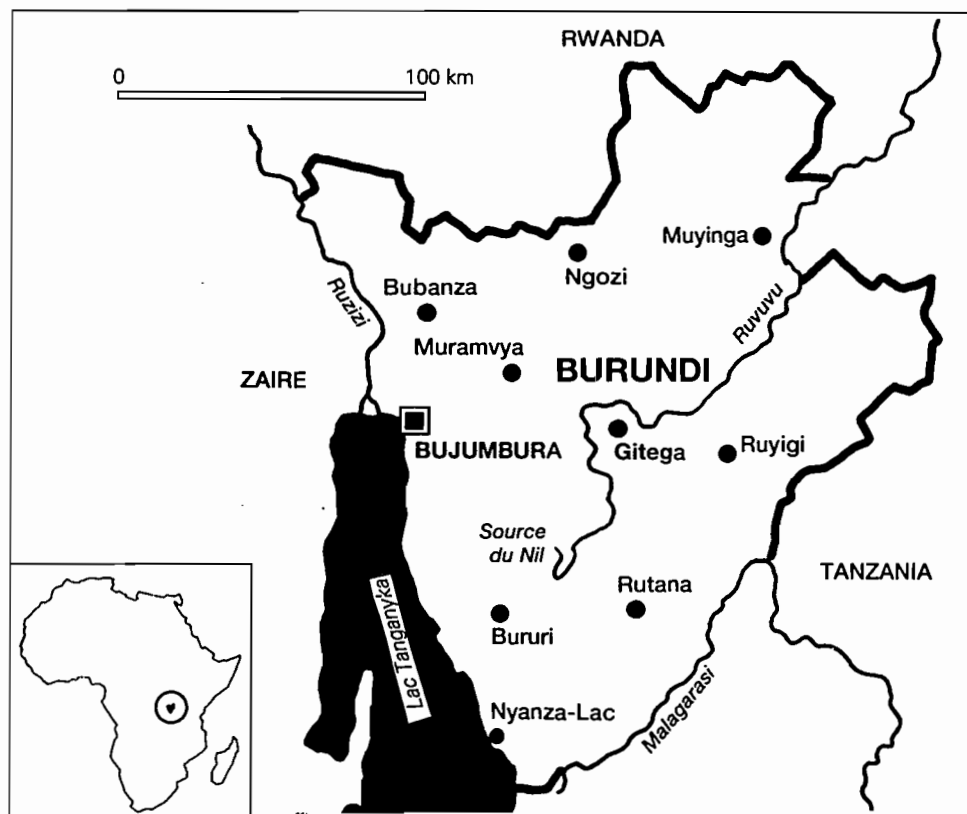 RWANDA
0
100 km
Muyinga
Ngozi
Bubanza
Ruzizi
Ruvuvu
Muramvya
BURUNDI
ZAIRE
BUJUMBURA
Gitega
Ruyigi
Source
du Nil
TANZANIA
Rutana
Lac Tanganyka
Bururi
Malagarasi
Nyanza-Lac